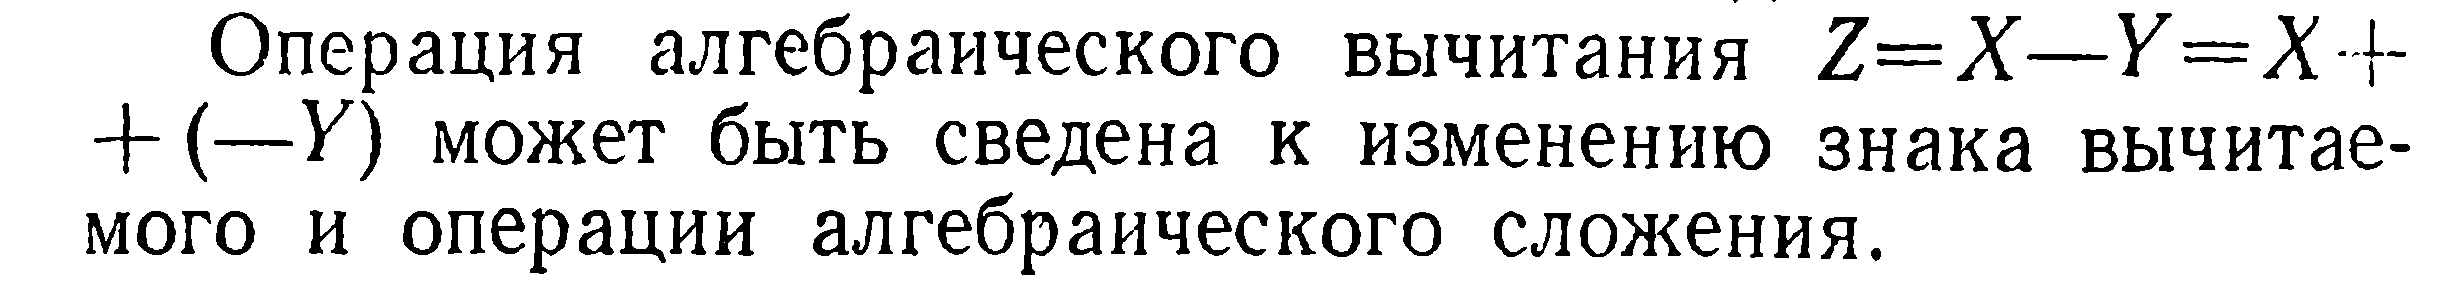 Операция алгебраического вычитания Z=X—Y=X+
+(—Y) может быть сведена к изменению знака вычитае-
мого и операции алгебраического сложения.